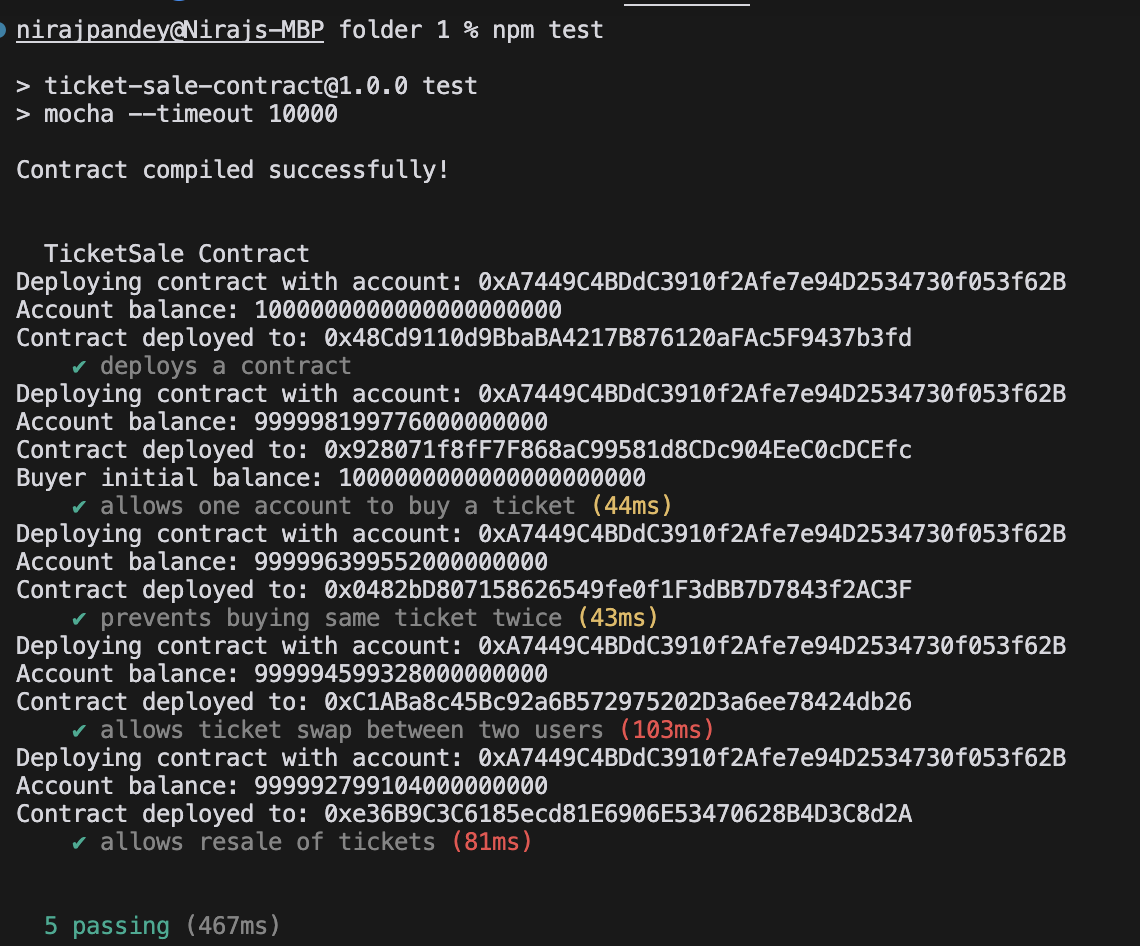 nirajpandey@Nirajs-MBP folder 1 % npm test
> ticket-sale-contract@1.0.0 test
> mocha --timeout 10000
Contract compiled successfully!
TicketSale Contract
Deploying contract with account: 0xA7449C4BDdC3910f2Afe7e94D2534730f053f62B
Account balance: 1000000000000000000000
Contract deployed to: 0x48Cd9110d9BbaBA4217B876120aFAc5F9437b3fd
✔ deploys a contract
Deploying contract with account: 0xA7449C4BDdC3910f2Afe7e94D2534730f053f62B
Account balance: 999998199776000000000
Contract deployed to: 0x928071f8fF7F868aC99581d8CDc904EeC0cDCEfc
Buyer initial balance: 1000000000000000000000
✔ allows one account to buy a ticket (44ms)
Deploying contract with account: 0xA7449C4BDdC3910f2Afe7e94D2534730f053f62B
Account balance: 999996399552000000000
Contract deployed to: 0x0482bD807158626549fe0f1F3dBB7D7843f2AC3F
✔ prevents buying same ticket twice (43ms)
Deploying contract with account: 0xA7449C4BDdC3910f2Afe7e94D2534730f053f62B
Account balance: 999994599328000000000
Contract deployed to: 0xC1ABa8c45Bc92a6B572975202D3a6ee78424db26
✔ allows ticket swap between two users (103ms)
Deploying contract with account: 0xA7449C4BDdC3910f2Afe7e94D2534730f053f62B
Account balance: 999992799104000000000
Contract deployed to: 0xe36B9C3C6185ecd81E6906E53470628B4D3C8d2A
✔ allows resale of tickets (81ms)
5 passing (467ms)